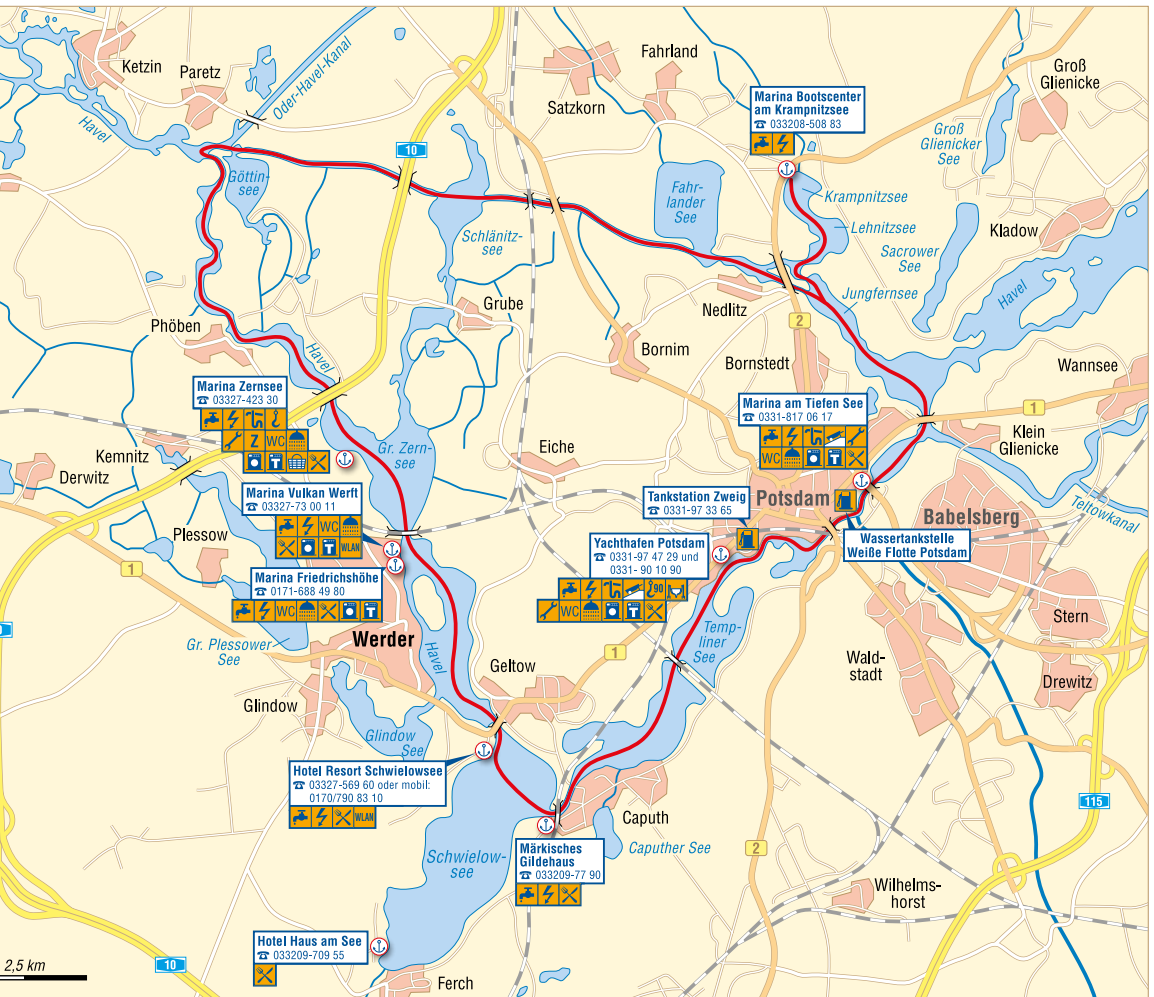 Ketzin
Paretz
Oder-Havel-Kanal
Havel
Göttin-
see
10
Satzkorn
Fahrland
Marina Bootscenter
am Krampnitzsee
☎ 033208-508 83
Groß
Glienicke
Groß
Glienicker
See
Fahr-
lander
See
Krampnitzsee
Lehnitzsee
Sacrower
See
Kladow
Havel
Schlänitz-
see
Jungfernsee
Nedlitz
Grube
2
Phöben
Havel
Bornim
Bornstedt
Wannsee
Marina Zernsee
☎ 03327-423 30
Z
WC
T
Marina am Tiefen See
☎ 0331-817 06 17
WC
T
1
Klein
Glienicke
Kemnitz
Derwitz
Gr. Zern-
see
Eiche
Teltowkanal
Marina Vulkan Werft
☎ 03327-73 00 11
WC
T
WLAN
Tankstation Zweig
☎ 0331-97 33 65
Potsdam
Babelsberg
Wassertankstelle
Weiße Flotte Potsdam
Plessow
1
Yachthafen Potsdam
☎ 0331-97 47 29 und
0331- 90 10 90
90
WC
T
Marina Friedrichshöhe
☎ 0171-688 49 80
WC
T
Gr. Plessower
See
Werder
Havel
Temp-
liner
See
Stern
Geltow
1
Wald-
stadt
Drewitz
Glindow
Glindow
See
Hotel Resort Schwielowsee
☎ 03327-569 60 oder mobil:
0170/790 83 10
WLAN
115
Caputh
Caputher See
Märkisches
Gildehaus
☎ 033209-77 90
2
Schwielow-
see
Wilhelms-
horst
Hotel Haus am See
☎ 033209-709 55
2,5 km
10
Ferch